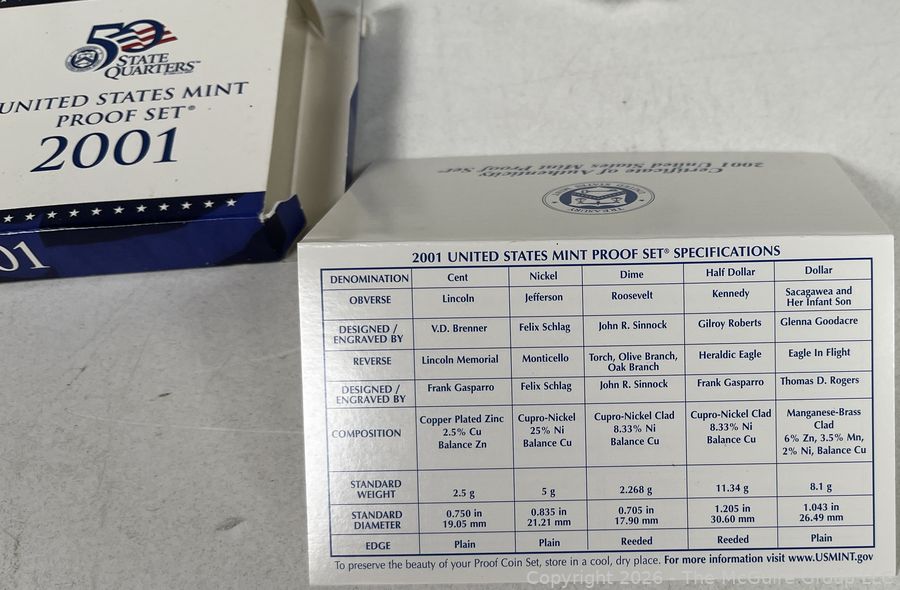 50
STATE
QUARTERS™
UNITED STATES MINT
PROOF SET®
2001
01
Certificate of Authenticity
2001 United States Mint Proof Set®
TREASURY
2001 UNITED STATES MINT PROOF SET® SPECIFICATIONS
DENOMINATION Cent Nickel Dime Half Dollar Dollar
OBVERSE Lincoln Jefferson Roosevelt Kennedy Sacagawea and
Her Infant Son
DESIGNED / V.D. Brenner Felix Schlag John R. Sinnock Gilroy Roberts Glenna Goodacre
ENGRAVED BY
REVERSE Lincoln Memorial Monticello Torch, Olive Branch, Heraldic Eagle Eagle In Flight
Oak Branch
DESIGNED / Frank Gasparro Felix Schlag John R. Sinnock Frank Gasparro Thomas D. Rogers
ENGRAVED BY
COMPOSITION Copper Plated Zinc Cupro-Nickel Cupro-Nickel Clad Cupro-Nickel Clad Manganese-Brass
2.5% Cu 25% Ni 8.33% Ni 8.33% Ni Clad
Balance Zn Balance Cu Balance Cu Balance Cu 6% Zn, 3.5% Mn,
2% Ni, Balance Cu
STANDARD
WEIGHT 2.5 g 5 g 2.268 g 11.34 g 8.1 g
STANDARD 0.750 in 0.835 in 0.705 in 1.205 in 1.043 in
DIAMETER 19.05 mm 21.21 mm 17.90 mm 30.60 mm 26.49 mm
EDGE Plain Plain Reeded Reeded Plain
To preserve the beauty of your Proof Coin Set, store in a cool, dry place. For more information visit www.USMINT.gov
Copyright 2026 - The McGuire Group LLC